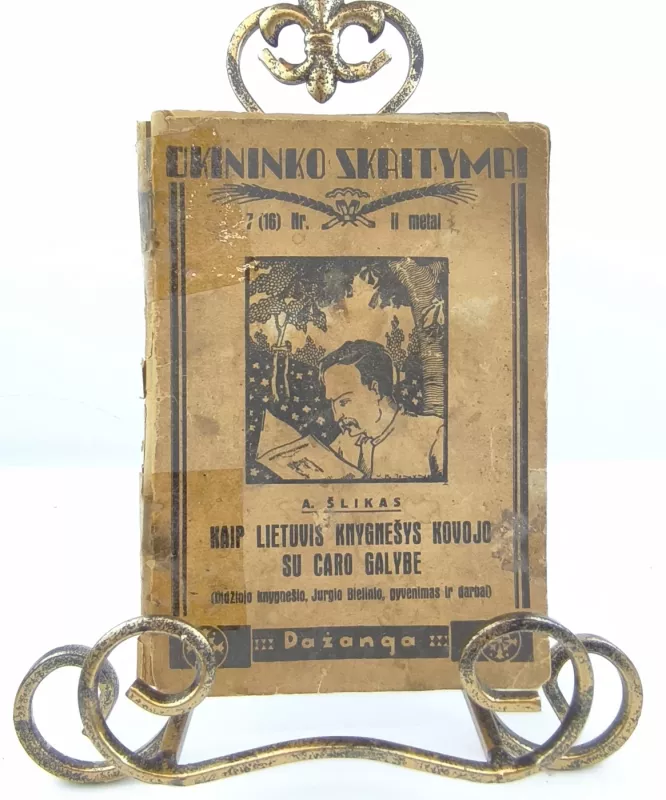 ŪKININKO SKAITYMAI
7 (16) Nr. II metai
A. ŠLIKAS
KAIP LIETUVIS KNYGNEŠYS KOVOJO
SU CARO GALYBE
(Didžiojo knygnešio, Jurgio Bielinio, gyvenimas ir darbai)
Pažanga